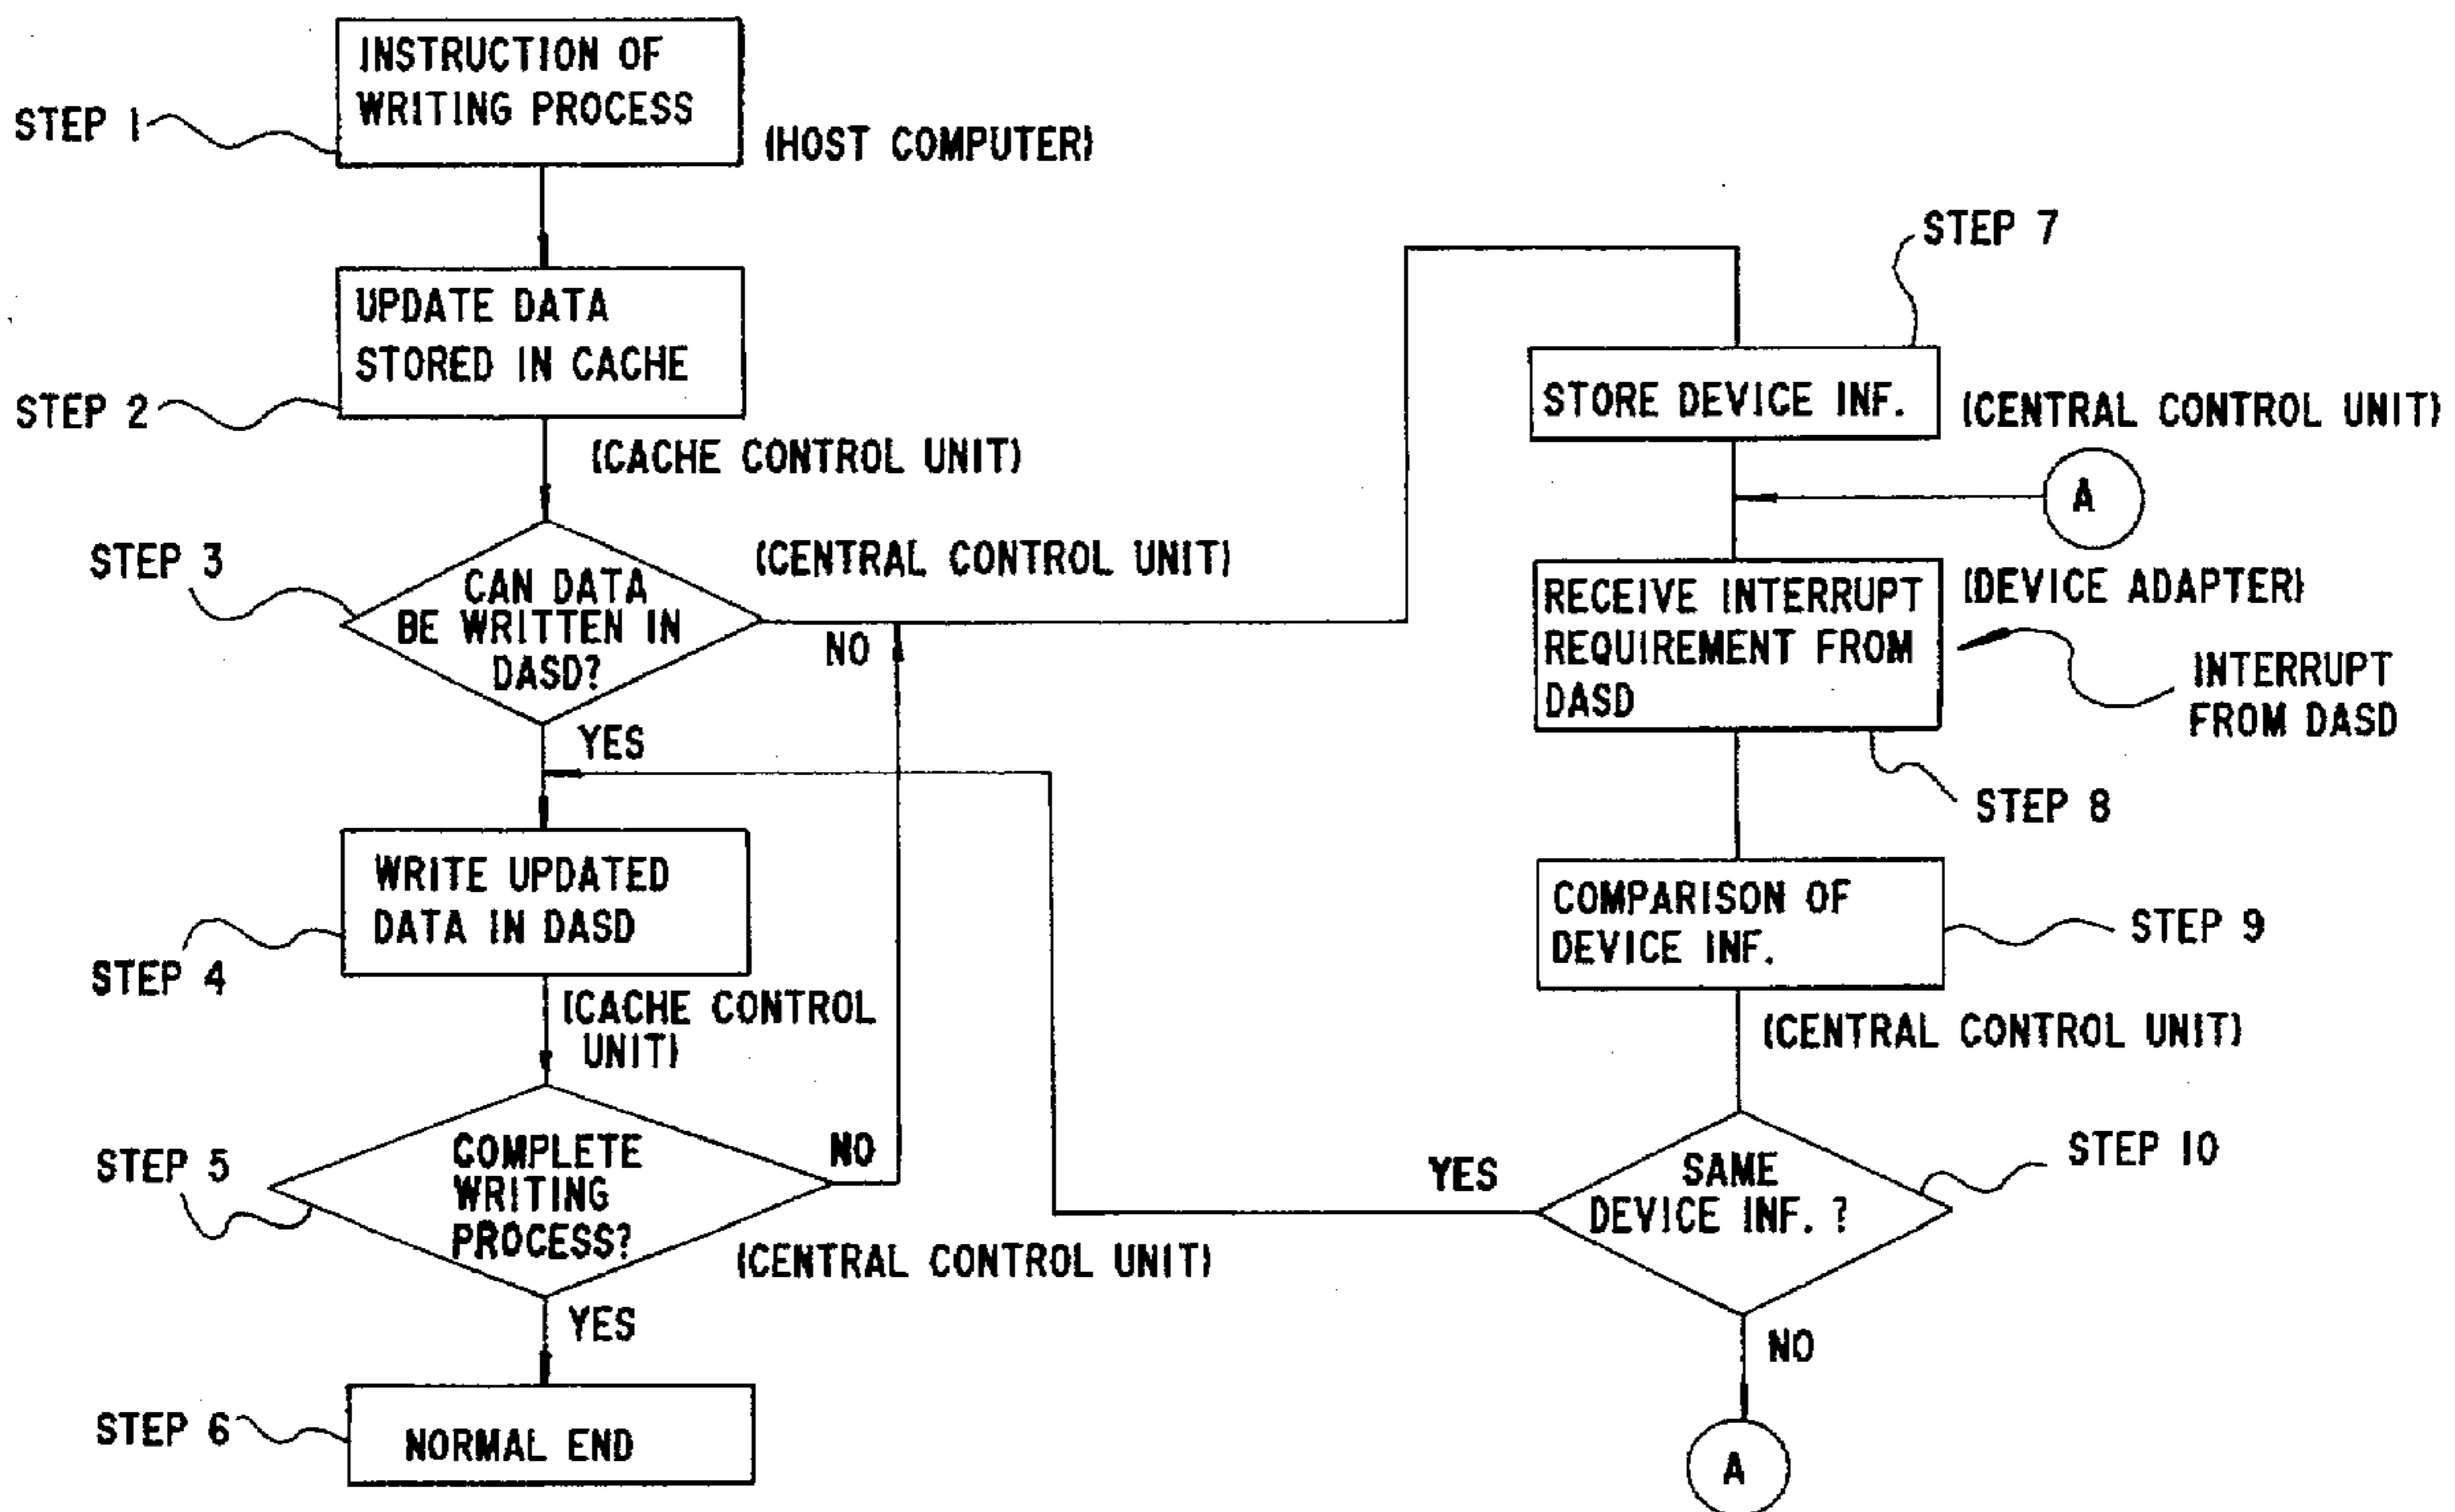 INSTRUCTION OF
WRITING PROCESS
STEP 1
(HOST COMPUTER)
UPDATE DATA
STORED IN CACHE
STEP 2
(CACHE CONTROL UNIT)
STEP 3
CAN DATA
BE WRITTEN IN
DASD?
(CENTRAL CONTROL UNIT)
NO
YES
WRITE UPDATED
DATA IN DASD
STEP 4
(CACHE CONTROL
UNIT)
STEP 5
COMPLETE
WRITING
PROCESS?
NO
(CENTRAL CONTROL UNIT)
YES
STEP 6
NORMAL END
STEP 7
STORE DEVICE INF.
(CENTRAL CONTROL UNIT)
A
RECEIVE INTERRUPT
REQUIREMENT FROM
DASD
(DEVICE ADAPTER)
INTERRUPT
FROM DASD
STEP 8
COMPARISON OF
DEVICE INF.
STEP 9
(CENTRAL CONTROL UNIT)
YES
SAME
DEVICE INF. ?
STEP 10
NO
A